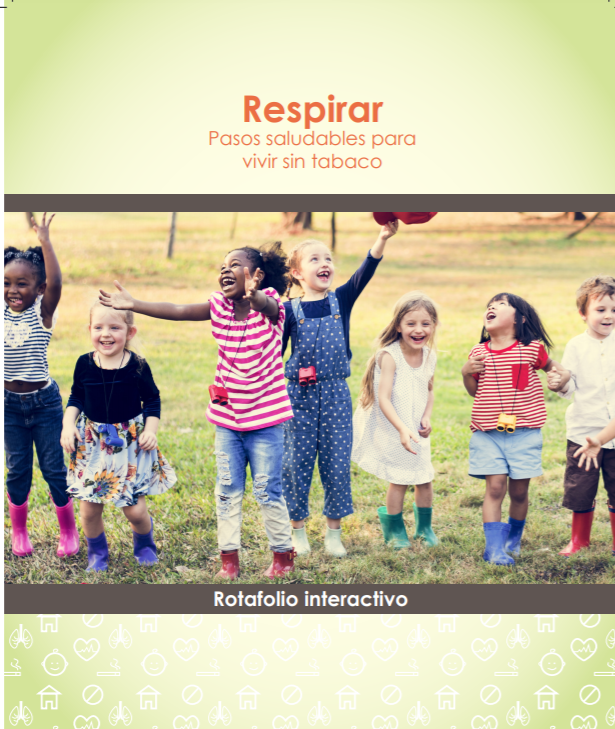 Respirar
Pasos saludables para
vivir sin tabaco
Rotafolio interactivo